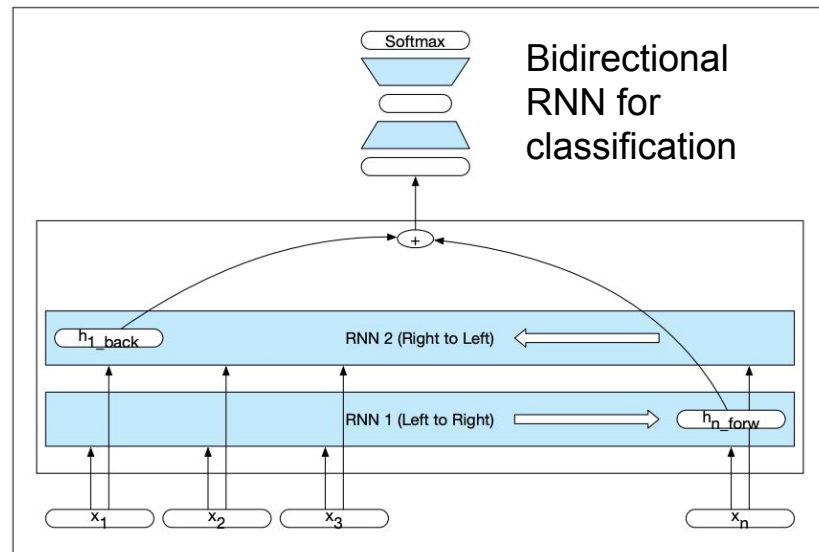 Softmax
Bidirectional
RNN for
classification
+
h1_back
RNN 2 (Right to Left)
RNN 1 (Left to Right)
hn_forw
x1
x2
x3
xn